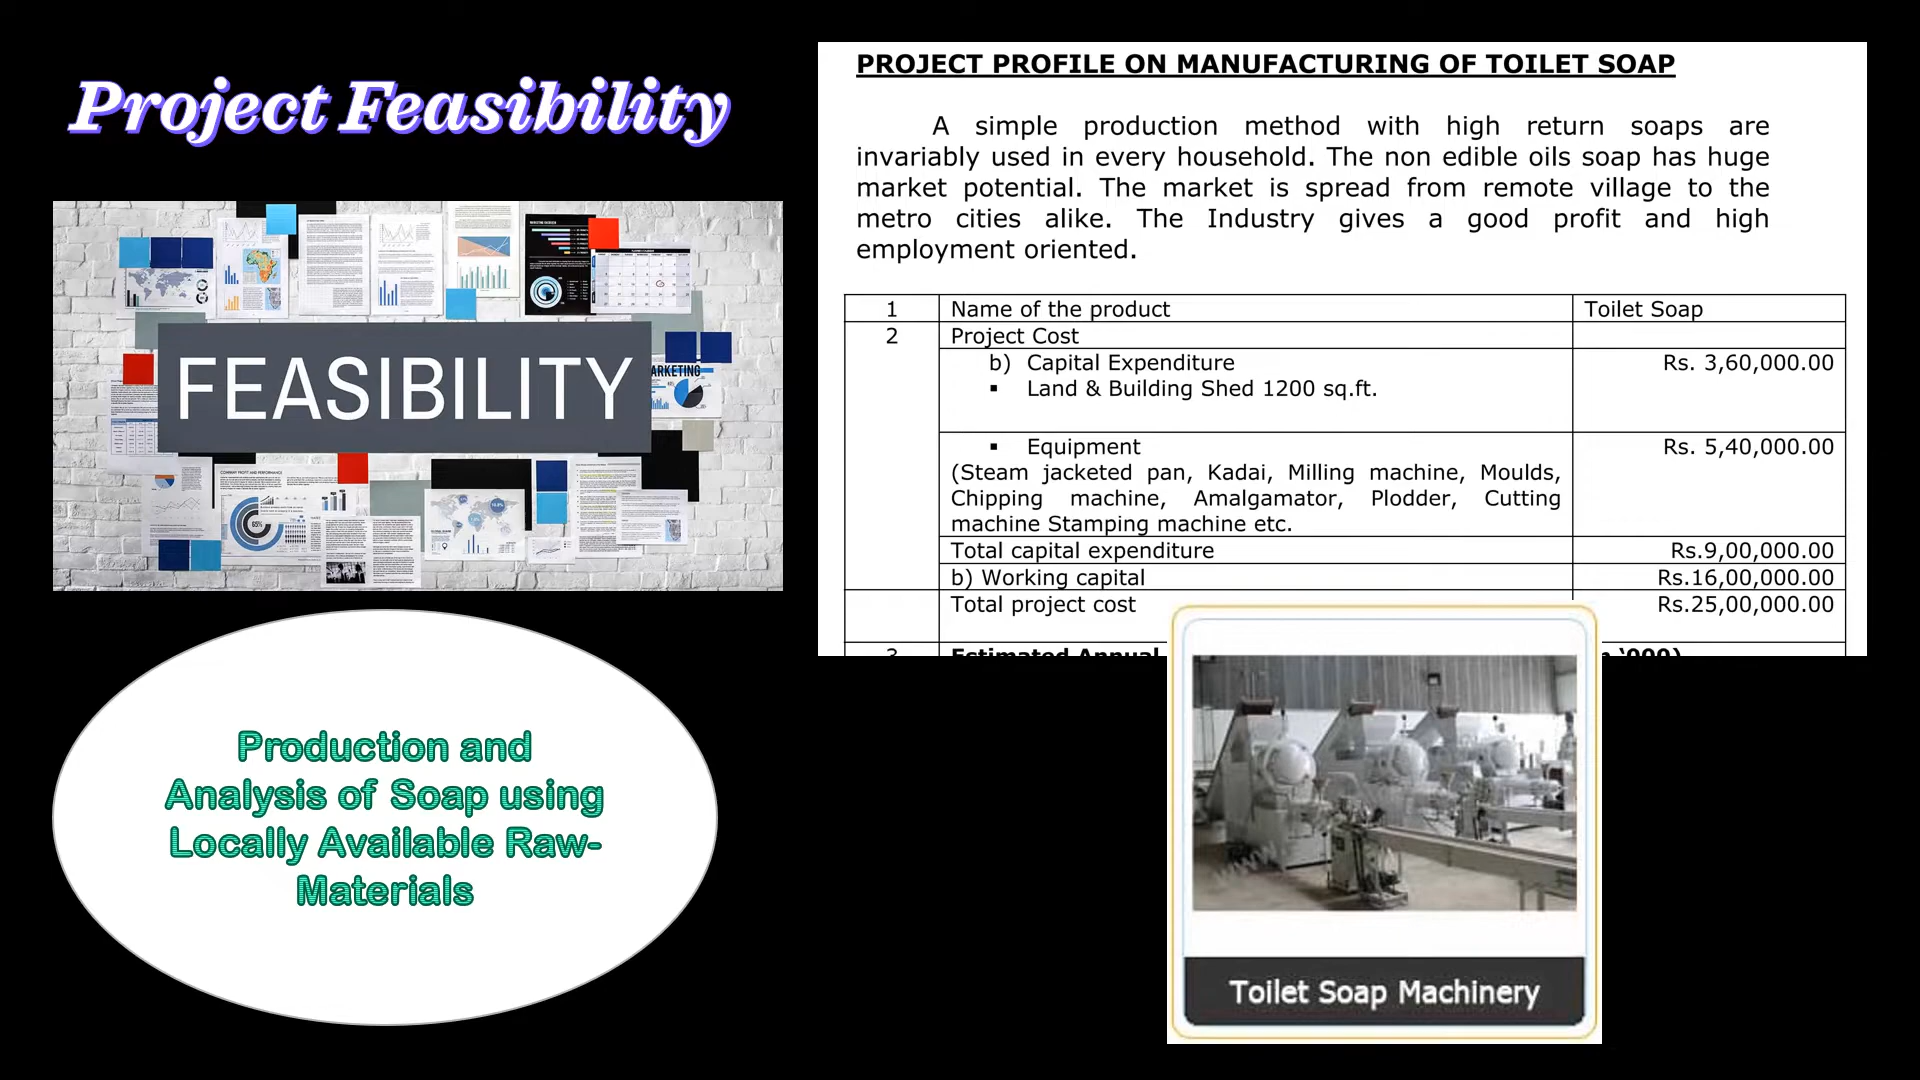 Project Feasibility
FEASIBILITY
MARKETING
Production and
Analysis of Soap using
Locally Available Raw-
Materials
PROJECT PROFILE ON MANUFACTURING OF TOILET SOAP
A simple production method with high return soaps are
invariably used in every household. The non edible oils soap has huge
market potential. The market is spread from remote village to the
metro cities alike. The Industry gives a good profit and high
employment oriented.
1 Name of the product Toilet Soap
2 Project Cost
b) Capital Expenditure Rs. 3,60,000.00
▪ Land & Building Shed 1200 sq.ft.
▪ Equipment Rs. 5,40,000.00
(Steam jacketed pan, Kadai, Milling machine, Moulds,
Chipping machine, Amalgamator, Plodder, Cutting
machine Stamping machine etc.
Total capital expenditure Rs.9,00,000.00
b) Working capital Rs.16,00,000.00
Total project cost Rs.25,00,000.00
3 Estimated Annual '000)
Toilet Soap Machinery